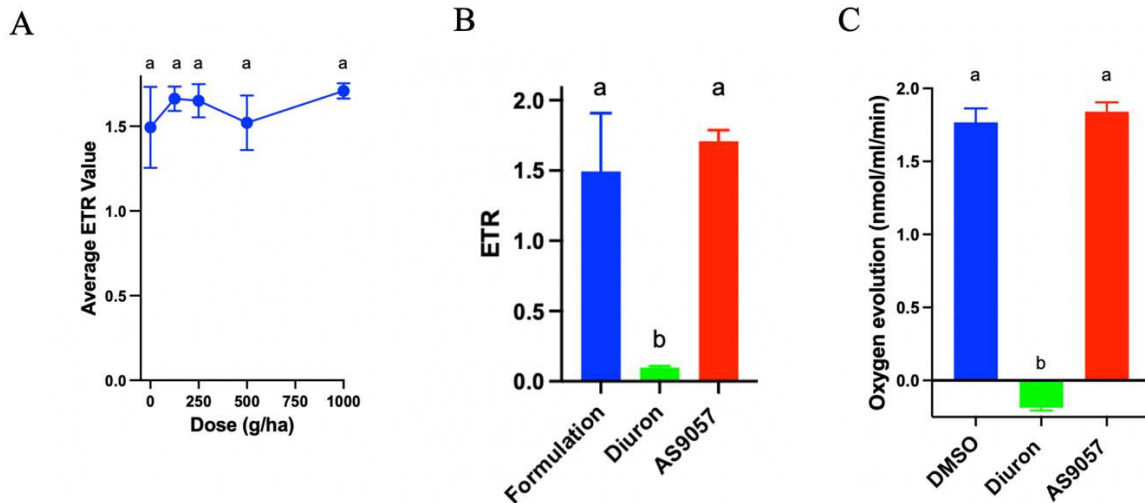 A
a a a a a
Average ETR Value
1.5
1.0
0.5
0.0
0 250 500 750 1000
Dose (g/ha)
B
a a
b
ETR
2.0
1.5
1.0
0.5
0.0
Formulation
Diuron
AS9057
C
a a
b
Oxygen evolution (nmol/ml/min)
2.0
1.5
1.0
0.5
0.0
DMSO
Diuron
AS9057